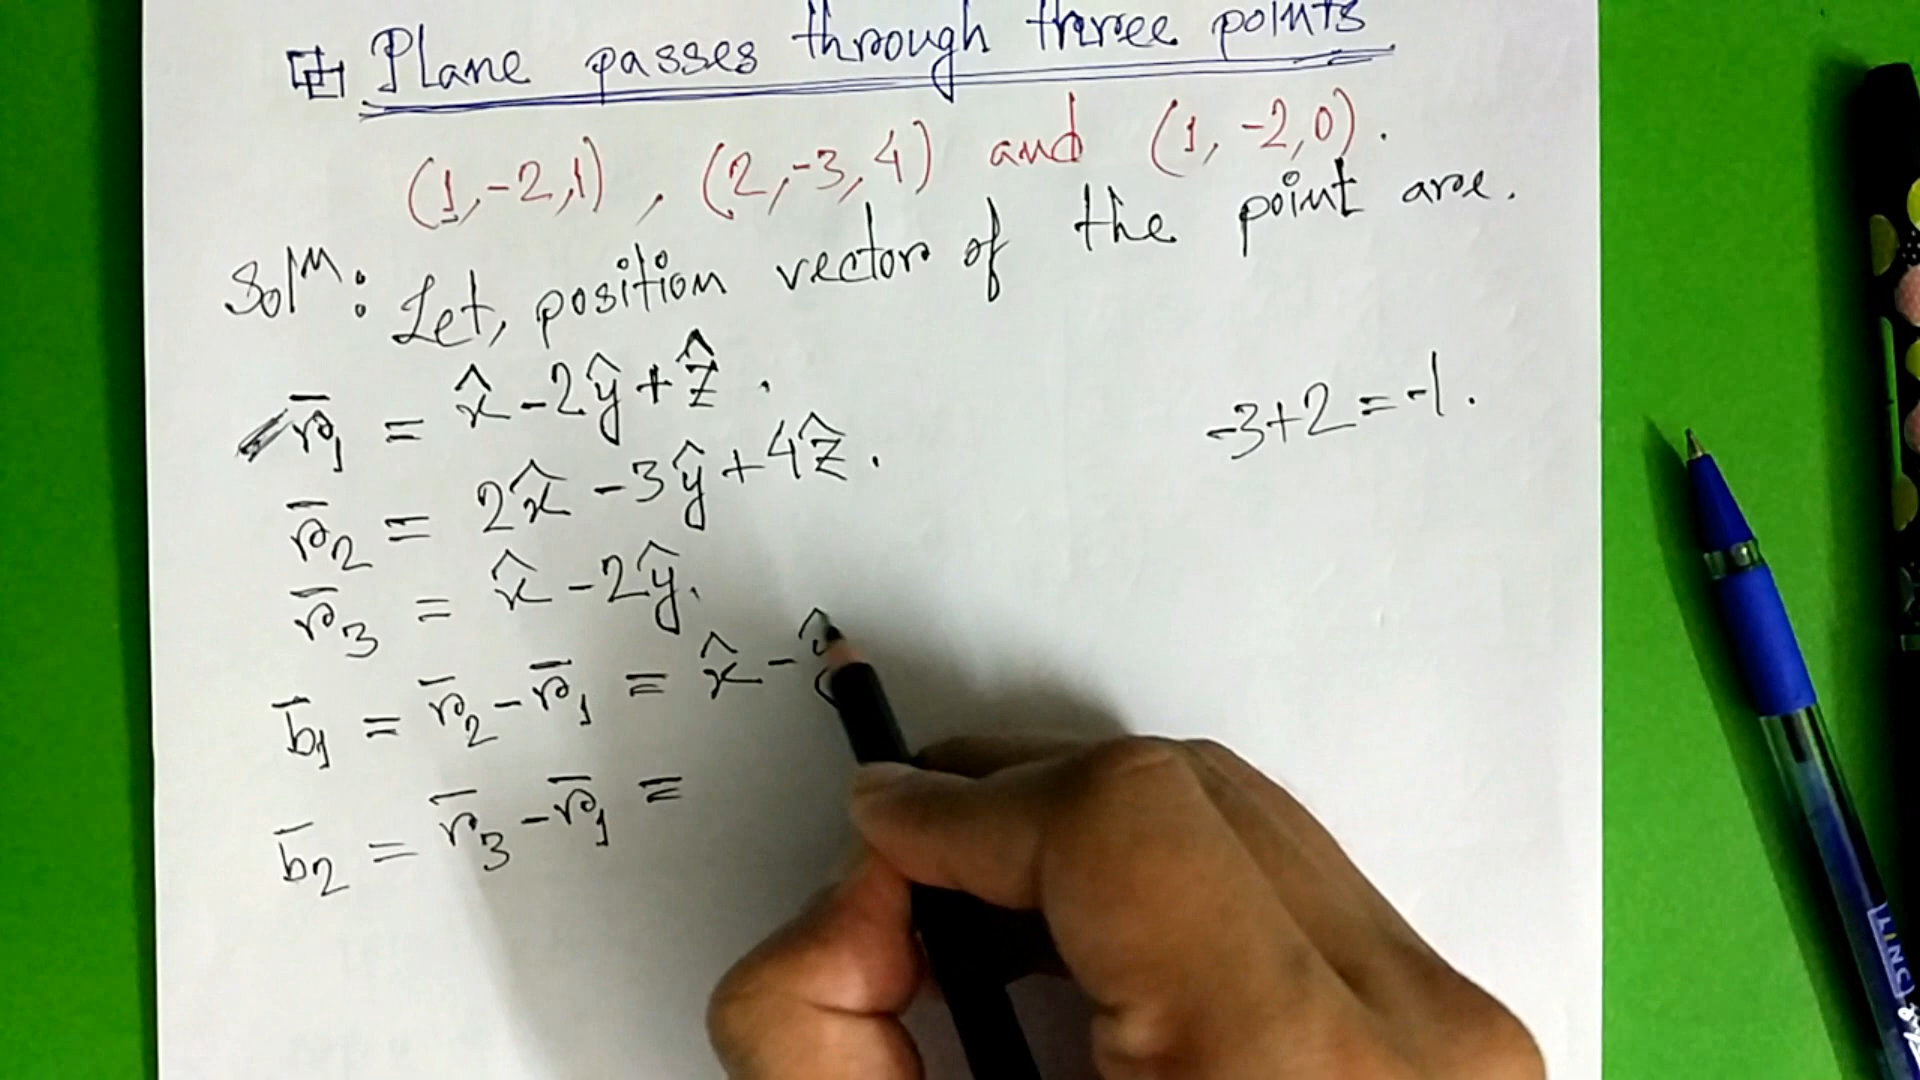 Plane passes through three points
(1,-2,1), (2,-3,4) and (1,-2,0).
Solⁿ: Let, position vector of the point are.
r̅₁ = x̂ - 2ŷ + ẑ.
r̅₂ = 2x̂ - 3ŷ + 4ẑ.
r̅₃ = x̂ - 2ŷ.
b̅₁ = r̅₂ - r̅₁ = x̂ -
b̅₂ = r̅₃ - r̅₁ =
-3+2=-1.
LINC